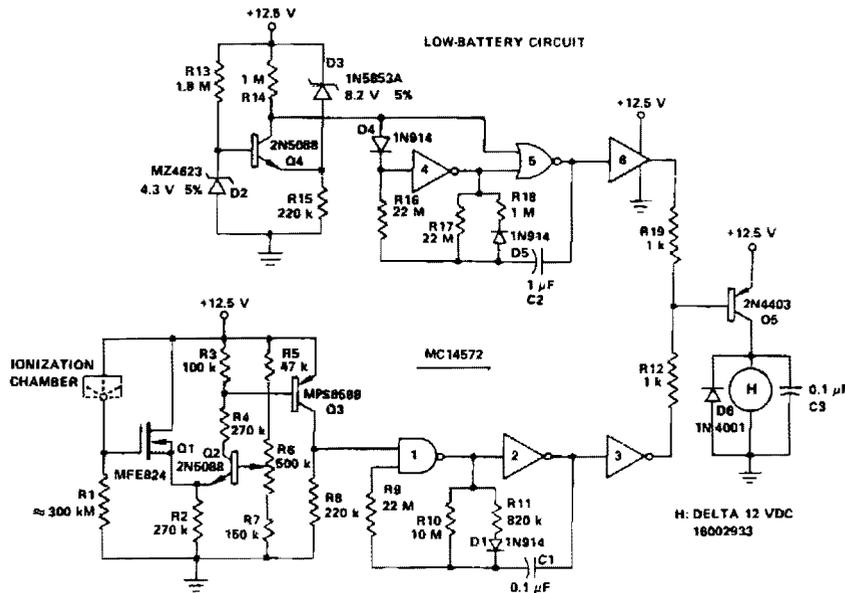 +12.5 V
LOW-BATTERY CIRCUIT
D3
1N5853A
8.2 V 5%
R13
1.8 M
1 M
R14
+12.5 V
D4
1N914
2N5088
Q4
MZ4623
4.3 V 5%
D2
R15
220 k
4
5
6
R16
22 M
R17
22 M
R18
1 M
1N914
D5
1 µF
C2
R19
1 k
+12.5 V
2N4403
Q5
+12.5 V
MC14572
IONIZATION
CHAMBER
R3
100 k
R5
47 k
MPS8599
Q3
R12
1 k
D6
1N4001
H
0.1 µF
C3
R4
270 k
Q1
MFE824
Q2
2N5088
R6
500 k
1
2
3
R1
≈ 300 kM
R2
270 k
R7
150 k
R8
220 k
R9
22 M
R10
10 M
R11
820 k
D1
1N914
C1
0.1 µF
H: DELTA 12 VDC
16002933